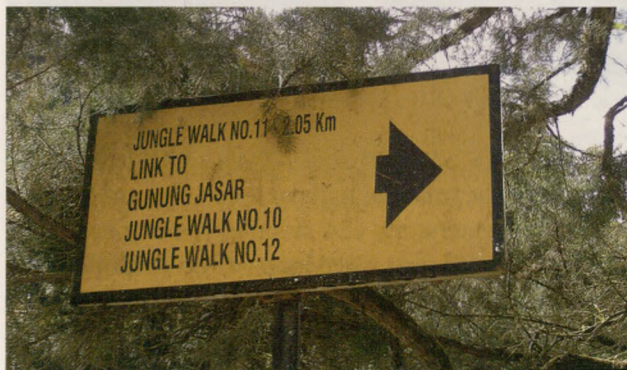 JUNGLE WALK NO.11 2.05 Km
LINK TO
GUNUNG JASAR
JUNGLE WALK NO.10
JUNGLE WALK NO.12